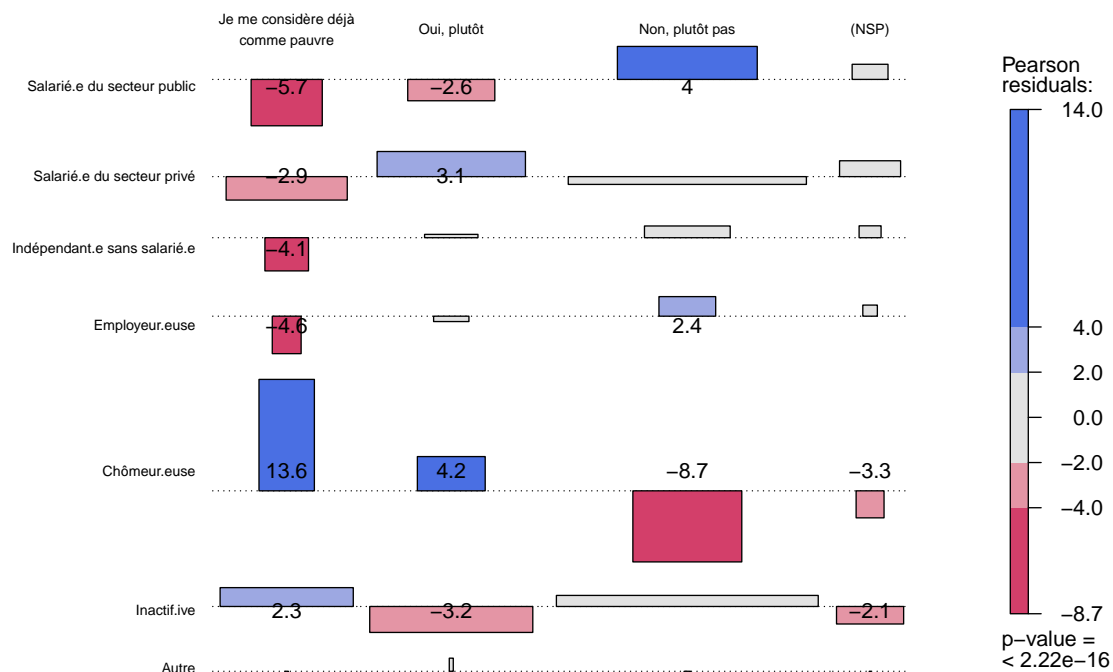 Je me considère déjà
comme pauvre
Oui, plutôt
Non, plutôt pas
(NSP)
Salarié.e du secteur public
−5.7
−2.6
4
Salarié.e du secteur privé
−2.9
3.1
Indépendant.e sans salarié.e
−4.1
Employeur.euse
−4.6
2.4
Chômeur.euse
13.6
4.2
−8.7
−3.3
Inactif.ive
2.3
−3.2
−2.1
Autre
Pearson
residuals:
14.0
4.0
2.0
0.0
−2.0
−4.0
−8.7
p−value =
< 2.22e−16